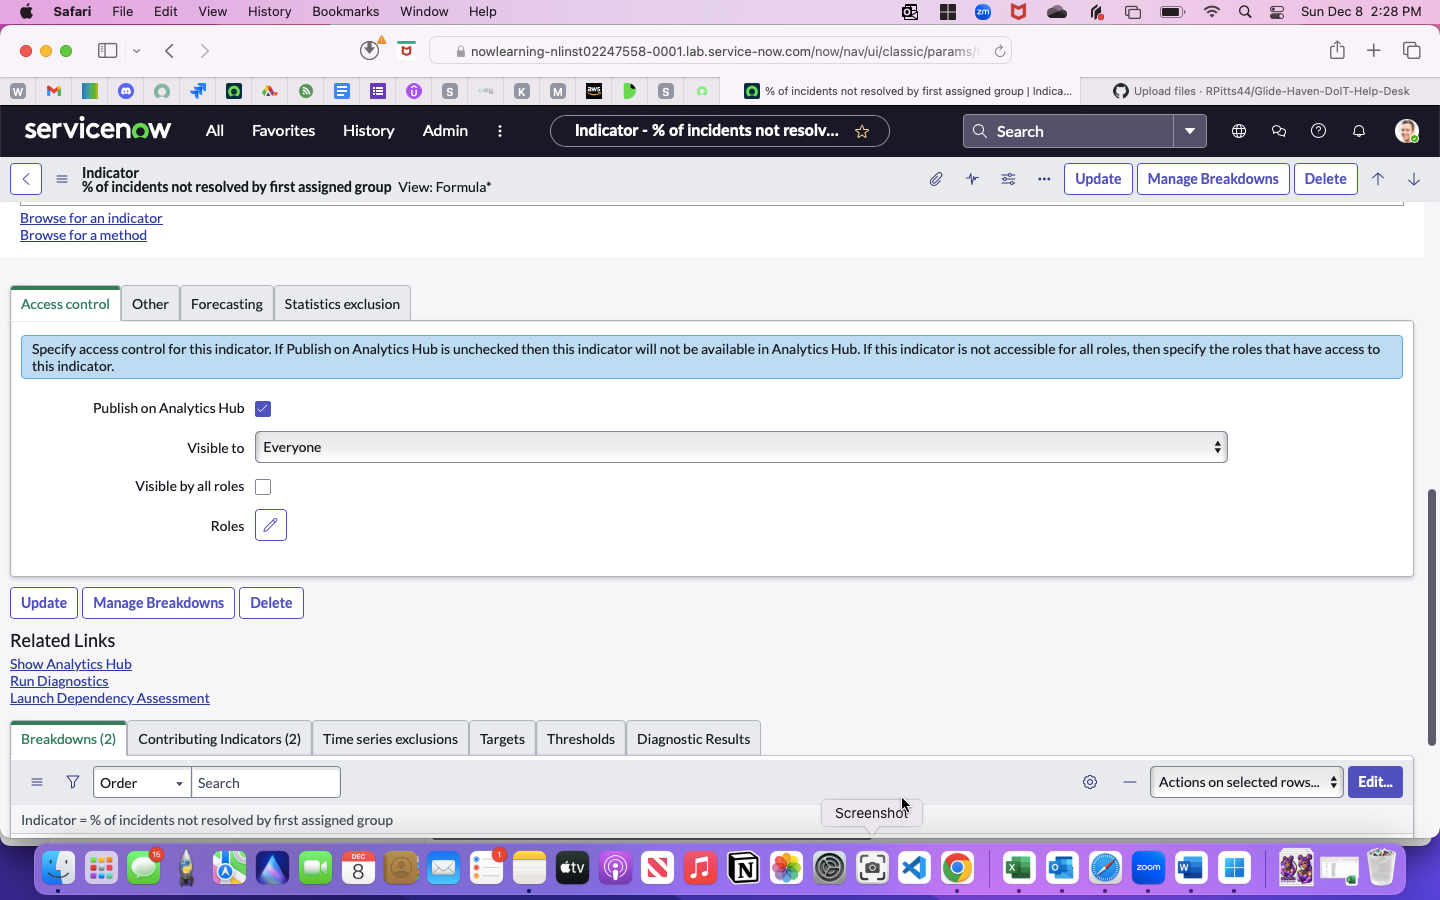 Safari File Edit View History Bookmarks Window Help zm Sun Dec 8 2:28 PM
nowlearning-nlinst02247558-0001.lab.service-now.com/now/nav/ui/classic/params/
W S K M aws S % of incidents not resolved by first assigned group | Indica... Upload files · RPitts44/Glide-Haven-DoIT-Help-Desk
servicenow All Favorites History Admin Indicator - % of incidents not resolv... Search
Indicator
% of incidents not resolved by first assigned group View: Formula*
Update Manage Breakdowns Delete
Browse for an indicator
Browse for a method
Access control Other Forecasting Statistics exclusion
Specify access control for this indicator. If Publish on Analytics Hub is unchecked then this indicator will not be available in Analytics Hub. If this indicator is not accessible for all roles, then specify the roles that have access to
this indicator.
Publish on Analytics Hub
Visible to Everyone
Visible by all roles
Roles
Update Manage Breakdowns Delete
Related Links
Show Analytics Hub
Run Diagnostics
Launch Dependency Assessment
Breakdowns (2) Contributing Indicators (2) Time series exclusions Targets Thresholds Diagnostic Results
Order Search Actions on selected rows... Edit...
Indicator = % of incidents not resolved by first assigned group
Screenshot
15 DEC 8 1 tv zoom